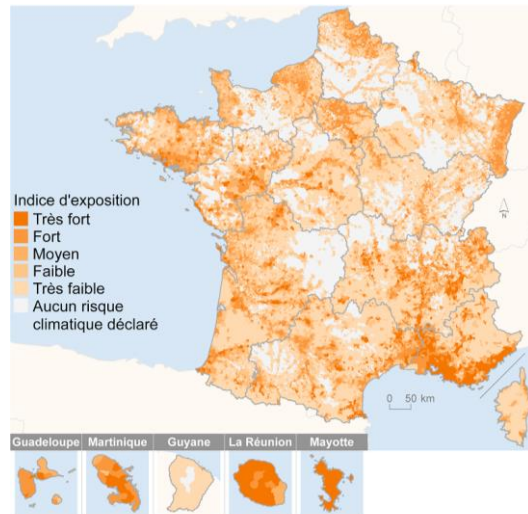 Indice d'exposition
Très fort
Fort
Moyen
Faible
Très faible
Aucun risque
climatique déclaré
N
0 50 km
Guadeloupe Martinique Guyane La Réunion Mayotte